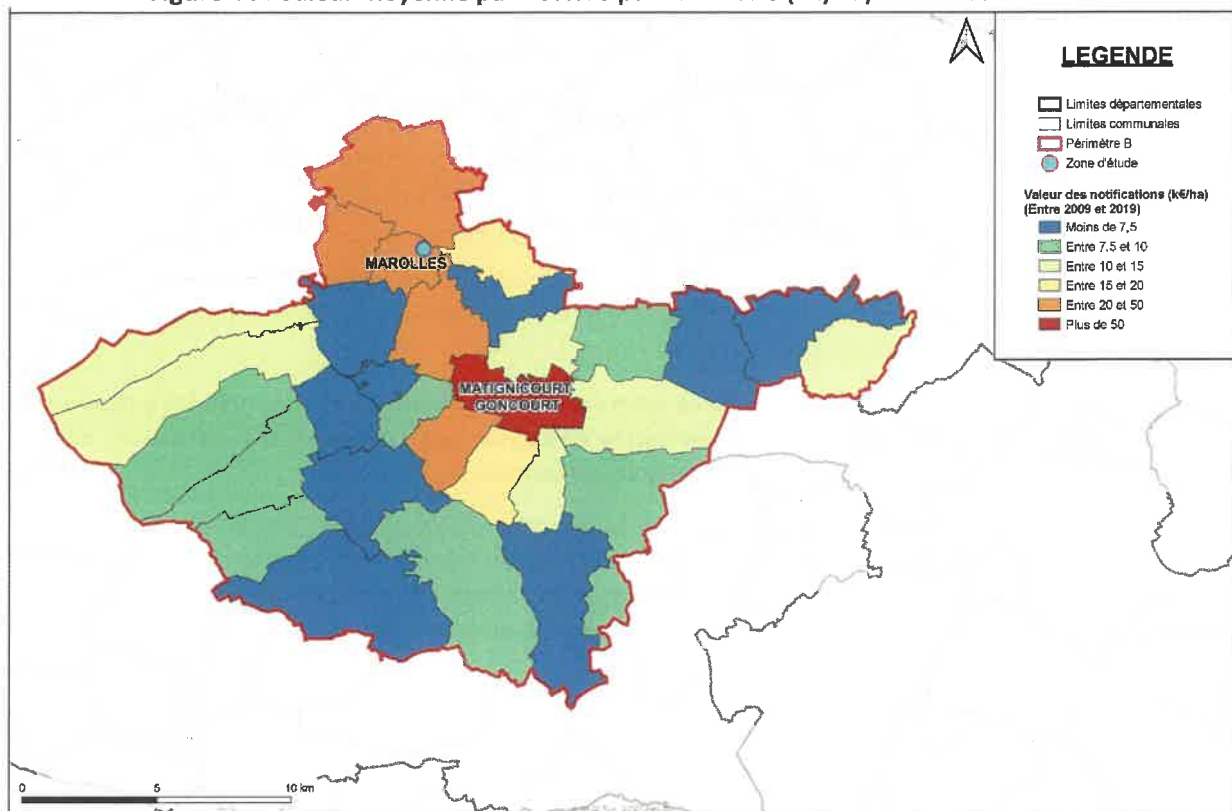 LEGENDE
Limites départementales
Limites communales
Périmètre B
Zone d'étude
Valeur des notifications (k€/ha)
(Entre 2009 et 2019)
Moins de 7,5
Entre 7.5 et 10
Entre 10 et 15
Entre 15 et 20
Entre 20 et 50
Plus de 50
MAROLLES
MATIGNICOURT-
GONCOURT
0 5 10 km